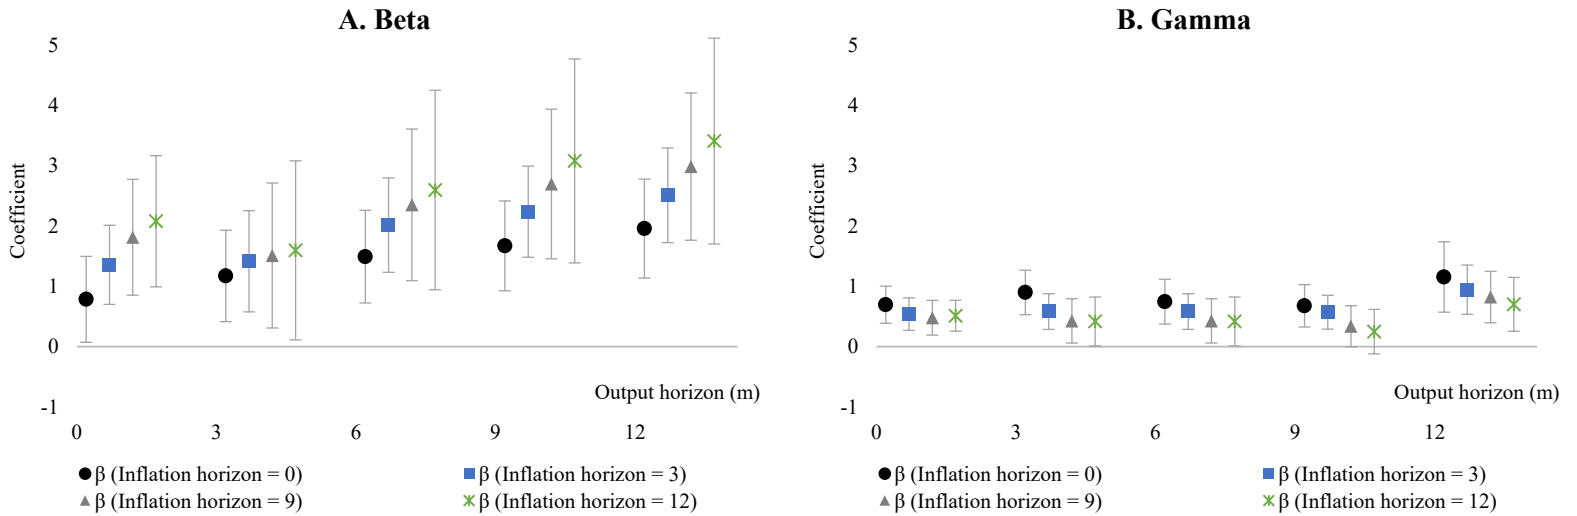 A. Beta
5
4
3
2
1
0
-1
Coefficient
Output horizon (m)
0 3 6 9 12
β (Inflation horizon = 0) β (Inflation horizon = 3)
β (Inflation horizon = 9) β (Inflation horizon = 12)
B. Gamma
5
4
3
2
1
0
-1
Coefficient
Output horizon (m)
0 3 6 9 12
β (Inflation horizon = 0) β (Inflation horizon = 3)
β (Inflation horizon = 9) β (Inflation horizon = 12)